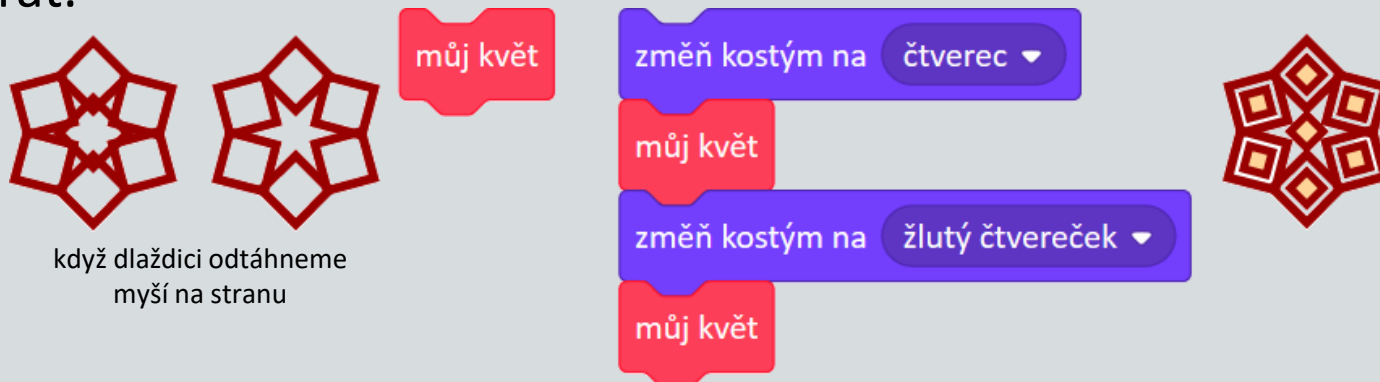 můj květ
změň kostým na čtverec
můj květ
změň kostým na žlutý čtvereček
můj květ
když dlaždici odtáhneme
myší na stranu